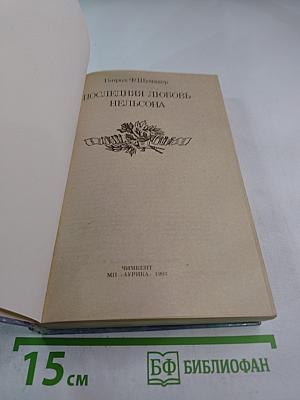 Генрих Ф Шумахер
ПОСЛЕДНЯЯ ЛЮБОВЬ
НЕЛЬСОНА
ЧИМКЕНТ
МП «АУРИКА» 1993
15 см
БФ БИБЛИОФАН